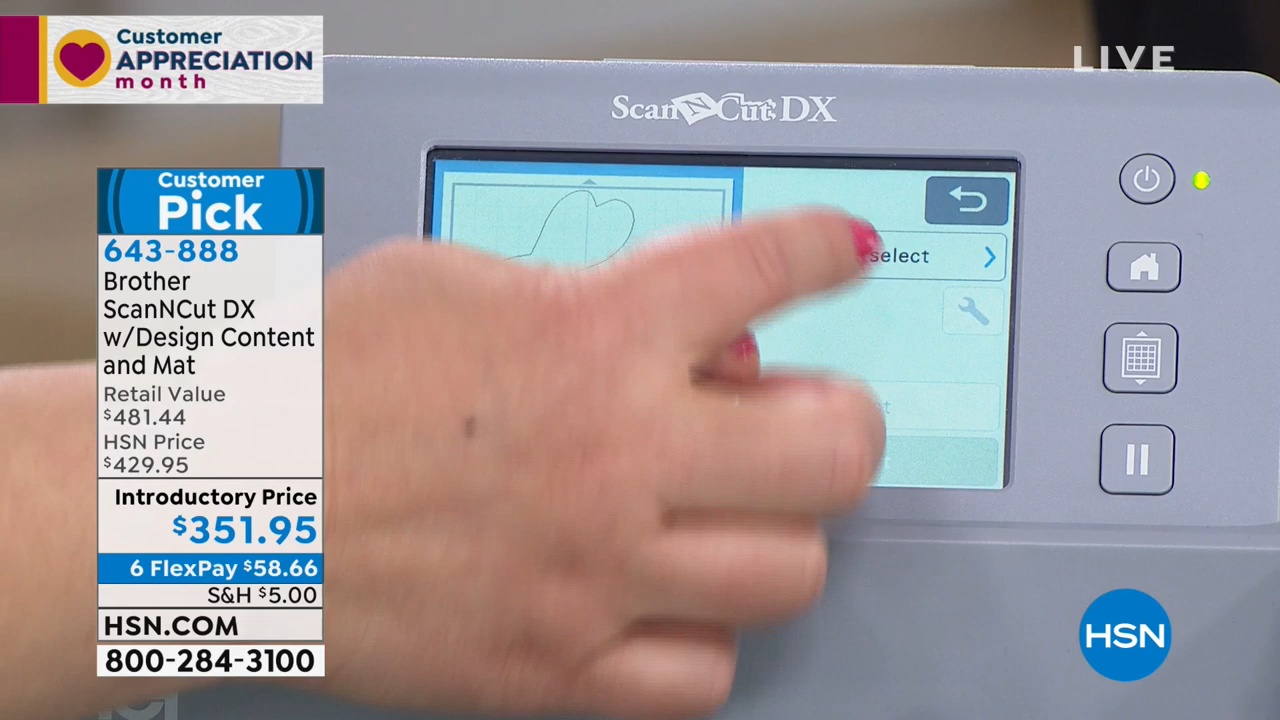 Customer
APPRECIATION
month
LIVE
ScanNCut DX
Customer
Pick
643-888
Brother
ScanNCut DX
w/Design Content
and Mat
Retail Value
$481.44
HSN Price
$429.95
Introductory Price
$351.95
6 FlexPay $58.66
S&H $5.00
HSN.COM
800-284-3100
select
HSN